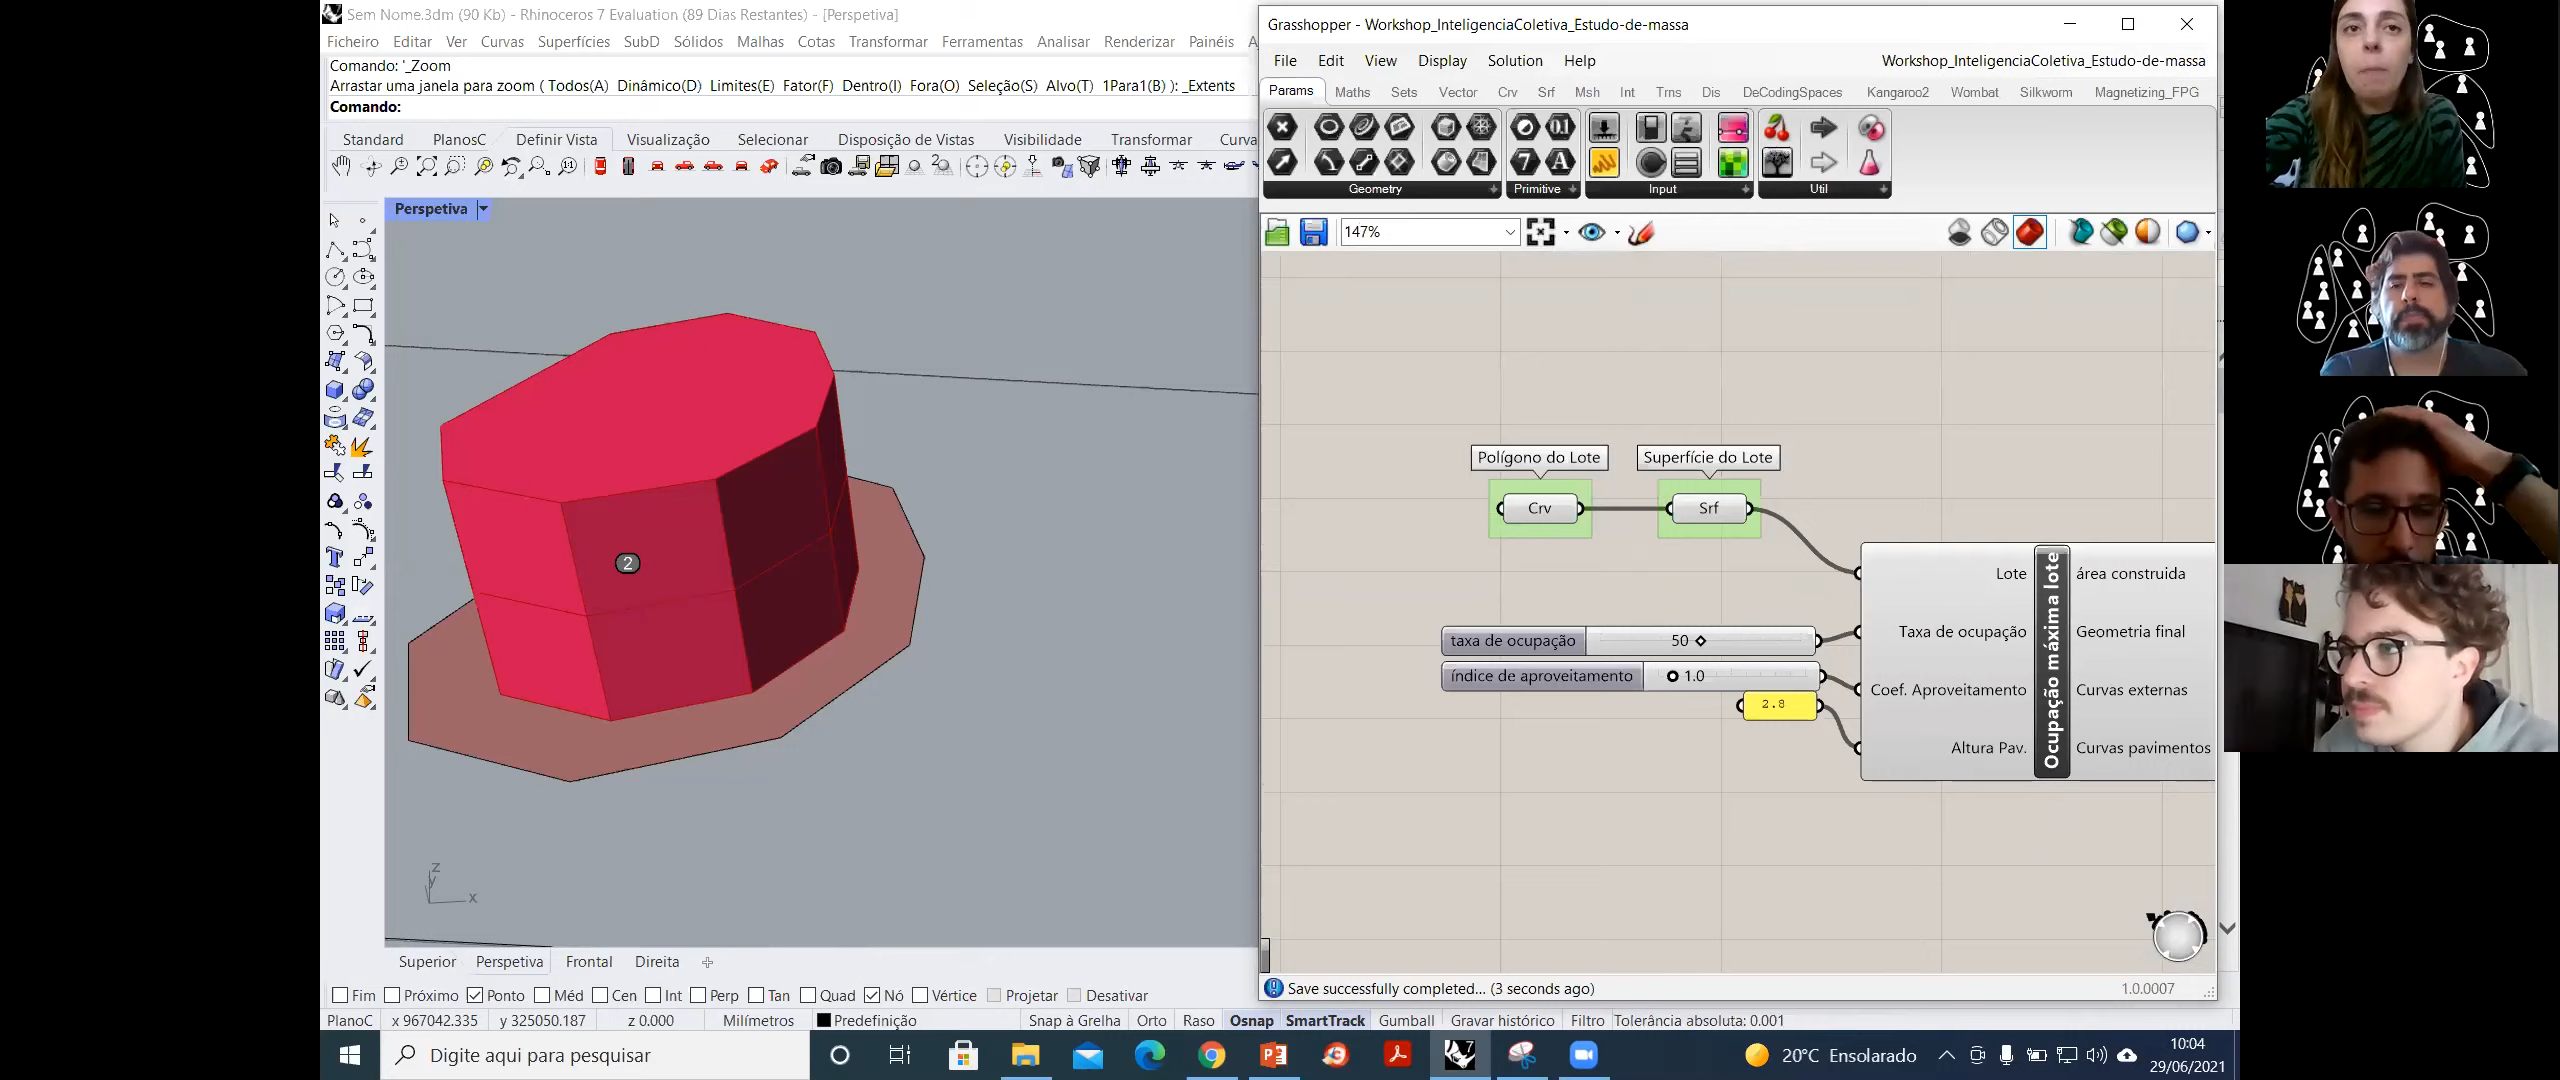 Sem Nome.3dm (90 Kb) - Rhinoceros 7 Evaluation (89 Dias Restantes) - [Perspetiva]
Ficheiro Editar Ver Curvas Superfícies SubD Sólidos Malhas Cotas Transformar Ferramentas Analisar Renderizar Painéis
Comando: '_Zoom
Arrastar uma janela para zoom ( Todos(A) Dinâmico(D) Limites(E) Fator(F) Dentro(I) Fora(O) Seleção(S) Alvo(T) 1Para1(B) ): _Extents
Comando:
Standard PlanosC Definir Vista Visualização Selecionar Disposição de Vistas Visibilidade Transformar Curva
Perspetiva
2
z
y
x
Superior Perspetiva Frontal Direita
Fim Próximo Ponto Méd Cen Int Perp Tan Quad Nó Vértice Projetar Desativar
PlanoC x 967042.335 y 325050.187 z 0.000 Milímetros Predefinição Snap à Grelha Orto Raso Osnap SmartTrack Gumball Gravar histórico Filtro Tolerância absoluta: 0.001
Grasshopper - Workshop_InteligenciaColetiva_Estudo-de-massa
File Edit View Display Solution Help Workshop_InteligenciaColetiva_Estudo-de-massa
Params Maths Sets Vector Crv Srf Msh Int Trns Dis DeCodingSpaces Kangaroo2 Wombat Silkworm Magnetizing_FPG
Geometry Primitive Input Util
147%
Polígono do Lote Superfície do Lote
Crv Srf
Lote área construida
taxa de ocupação 50 Taxa de ocupação Geometria final
índice de aproveitamento 1.0 Coef. Aproveitamento Curvas externas
2.8
Altura Pav. Curvas pavimentos
Ocupação máxima lote
Save successfully completed... (3 seconds ago) 1.0.0007
Digite aqui para pesquisar
20°C Ensolarado
10:04
29/06/2021